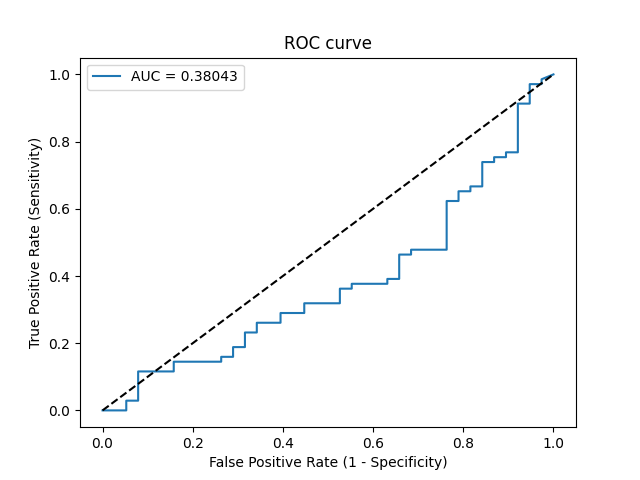 ROC curve
AUC = 0.38043
True Positive Rate (Sensitivity)
1.0
0.8
0.6
0.4
0.2
0.0
0.0 0.2 0.4 0.6 0.8 1.0
False Positive Rate (1 - Specificity)